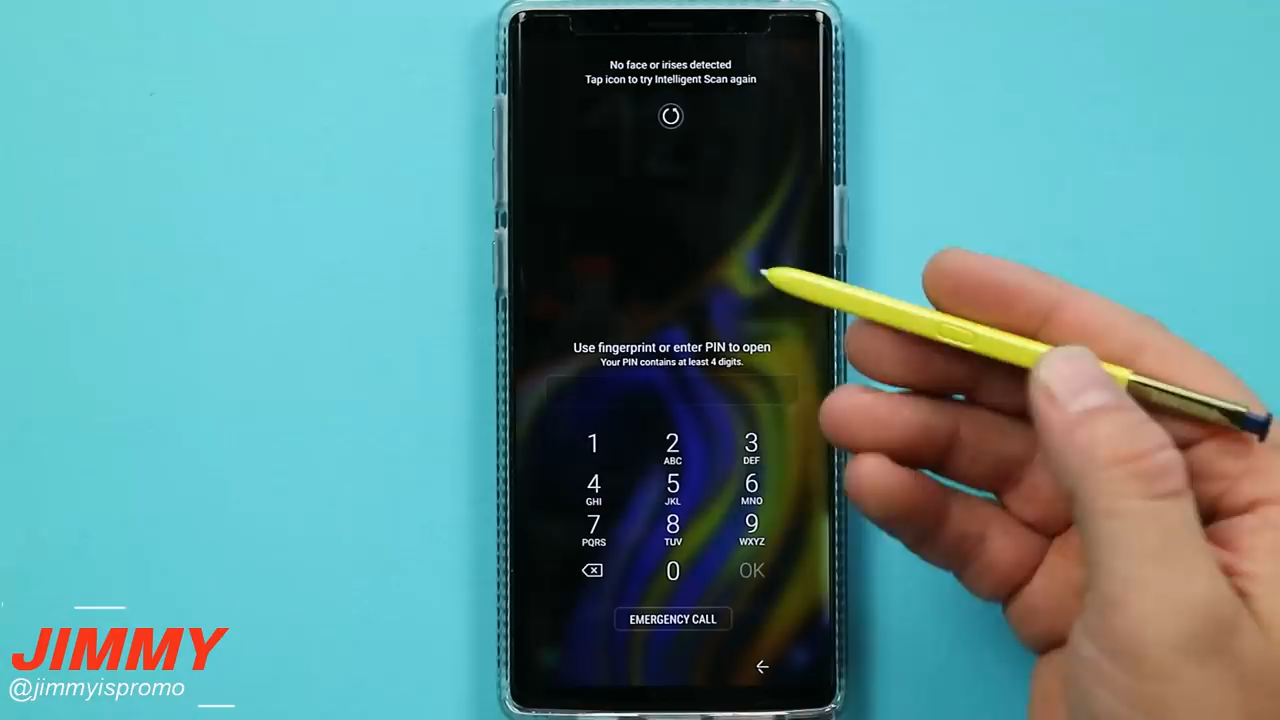 No face or irises detected
Tap icon to try Intelligent Scan again
Use fingerprint or enter PIN to open
Your PIN contains at least 4 digits.
1 2 3
ABC DEF
4 5 6
GHI JKL MNO
7 8 9
PQRS TUV WXYZ
0 OK
EMERGENCY CALL
JIMMY
@jimmyispromo